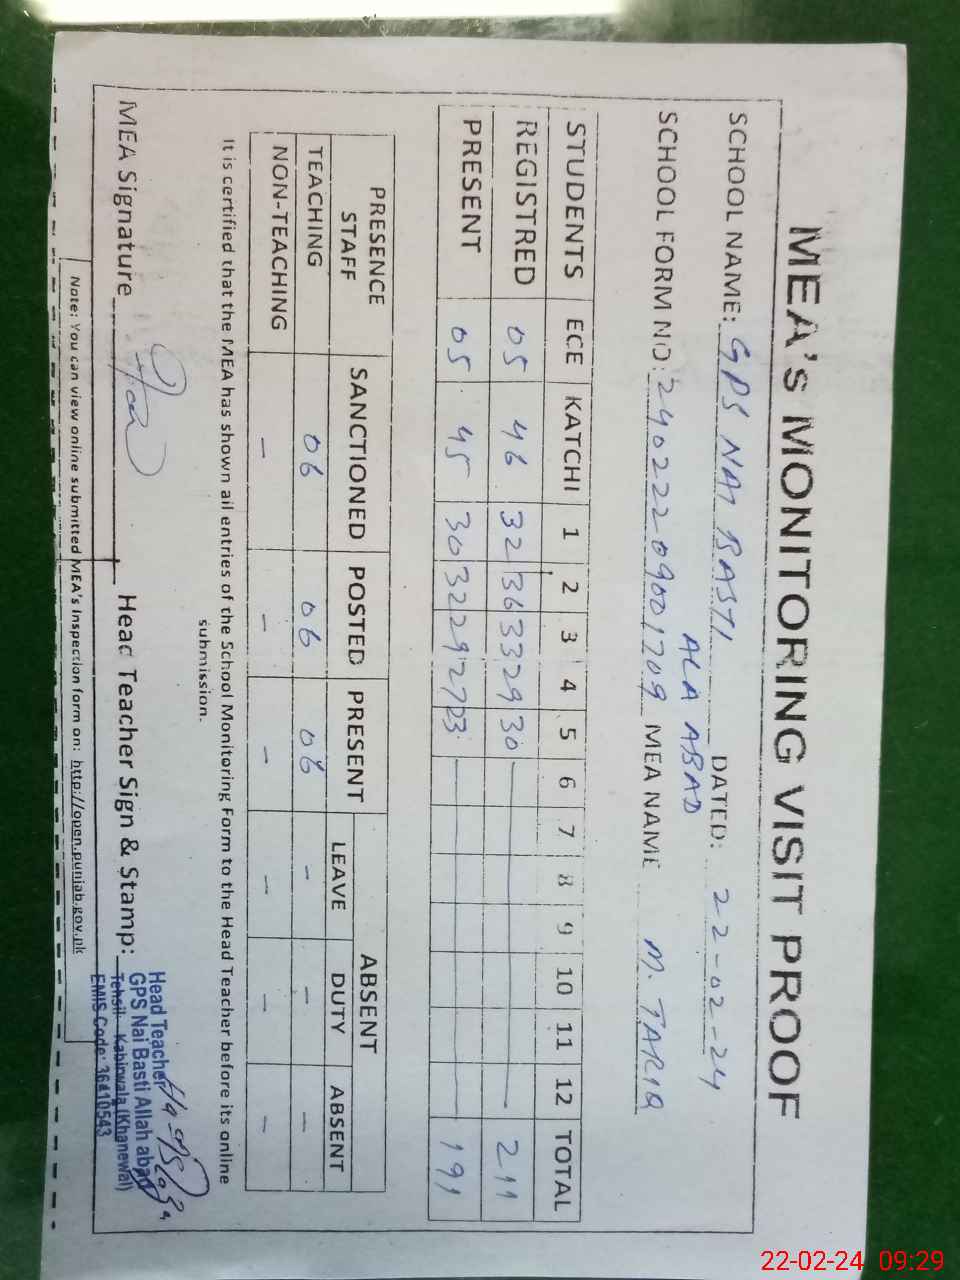 MEA'S MONITORING VISIT PROOF
SCHOOL NAME: GPS NAI BASTI ALA ABAD DATED: 22-02-24
SCHOOL FORM NO: 24022209001709 MEA NAME M. TARIQ
STUDENTS ECE KATCHI 1 2 3 4 5 6 7 8 9 10 11 12 TOTAL
REGISTRED 05 46 32 36 33 29 30 — 211
PRESENT 05 45 30 32 29 27 23 — 191
PRESENCE STAFF SANCTIONED POSTED PRESENT ABSENT
LEAVE DUTY ABSENT
TEACHING 06 06 06 - - -
NON-TEACHING - - - - - -
It is certified that the MEA has shown all entries of the School Monitoring Form to the Head Teacher before its online
submission.
MEA Signature Head Teacher Sign & Stamp:
Head Teacher
GPS Nai Basti Allah abad
Tehsil- Kabirwala (Khanewal)
EMIS Code: 36410543
Note: You can view online submitted MEA's Inspection form on: http://open.punjab.gov.pk
22-02-24 09:29